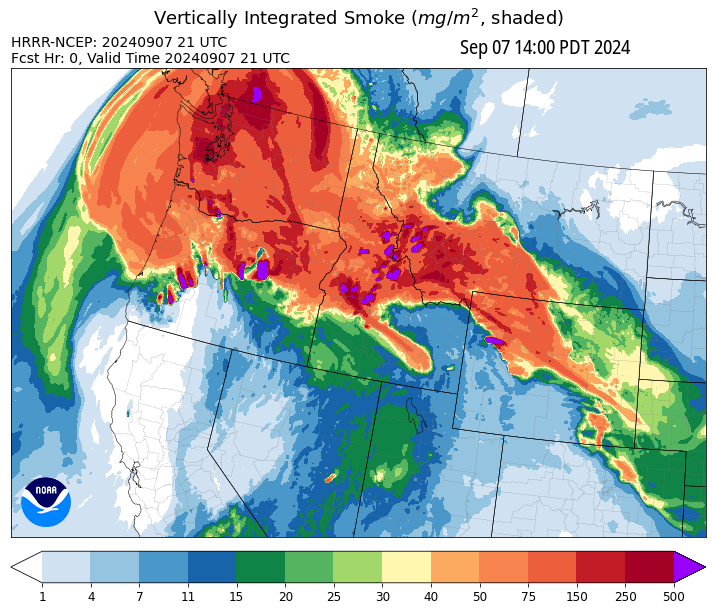 Vertically Integrated Smoke (mg/m², shaded)
HRRR-NCEP: 20240907 21 UTC
Sep 07 14:00 PDT 2024
Fcst Hr: 0, Valid Time 20240907 21 UTC
NOAA
1 4 7 11 15 20 25 30 40 50 75 150 250 500